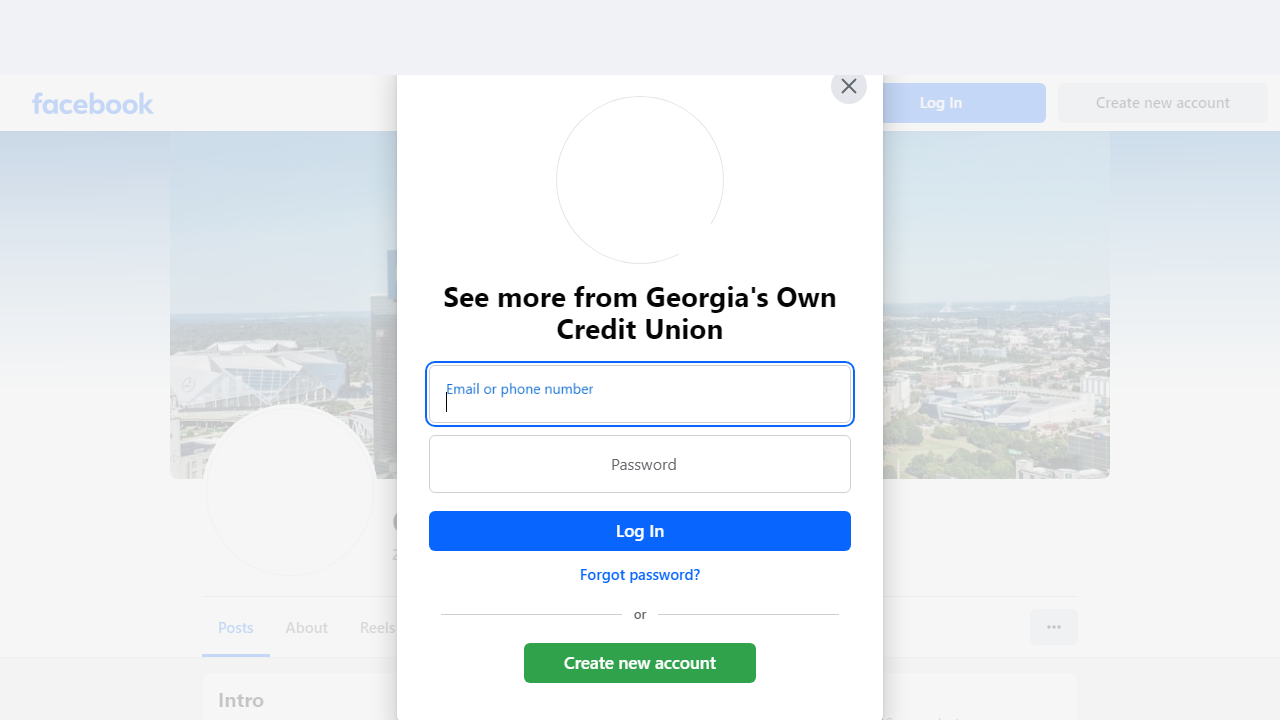 facebook
Log In
Create new account
See more from Georgia's Own
Credit Union
Email or phone number
Password
Log In
Forgot password?
or
Create new account
Posts
About
Reels
Intro